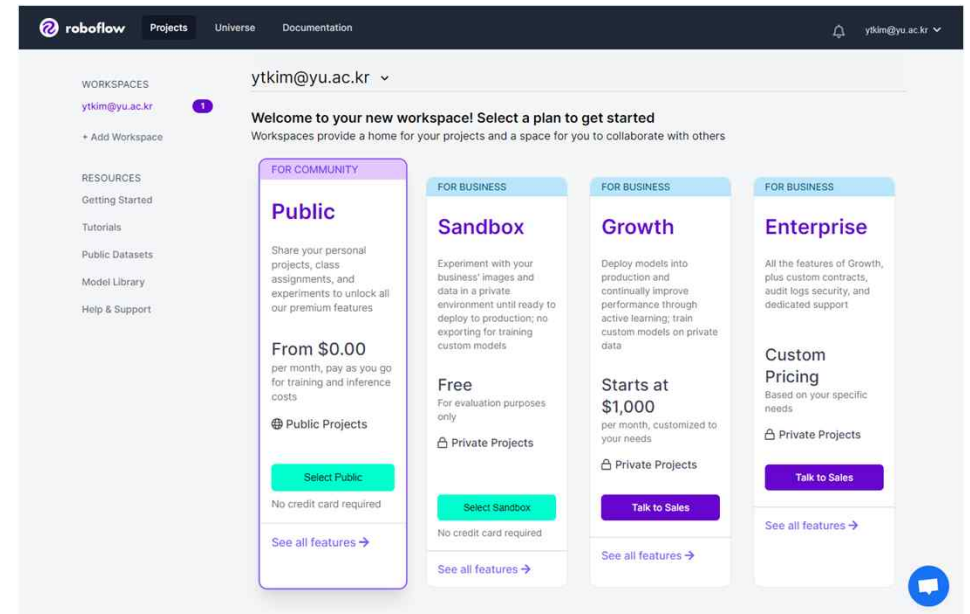 roboflow Projects Universe Documentation ytkim@yu.ac.kr
WORKSPACES
ytkim@yu.ac.kr 1
+ Add Workspace
RESOURCES
Getting Started
Tutorials
Public Datasets
Model Library
Help & Support
ytkim@yu.ac.kr
Welcome to your new workspace! Select a plan to get started
Workspaces provide a home for your projects and a space for you to collaborate with others
FOR COMMUNITY
Public
Share your personal
projects, class
assignments, and
experiments to unlock all
our premium features
From $0.00
per month, pay as you go
for training and inference
costs
Public Projects
Select Public
No credit card required
See all features →
FOR BUSINESS
Sandbox
Experiment with your
business' images and
data in a private
environment until ready to
deploy to production; no
exporting for training
custom models
Free
For evaluation purposes
only
Private Projects
Select Sandbox
No credit card required
See all features →
FOR BUSINESS
Growth
Deploy models into
production and
continually improve
performance through
active learning; train
custom models on private
data
Starts at
$1,000
per month, customized to
your needs
Private Projects
Talk to Sales
See all features →
FOR BUSINESS
Enterprise
All the features of Growth,
plus custom contracts,
audit logs security, and
dedicated support
Custom
Pricing
Based on your specific
needs
Private Projects
Talk to Sales
See all features →